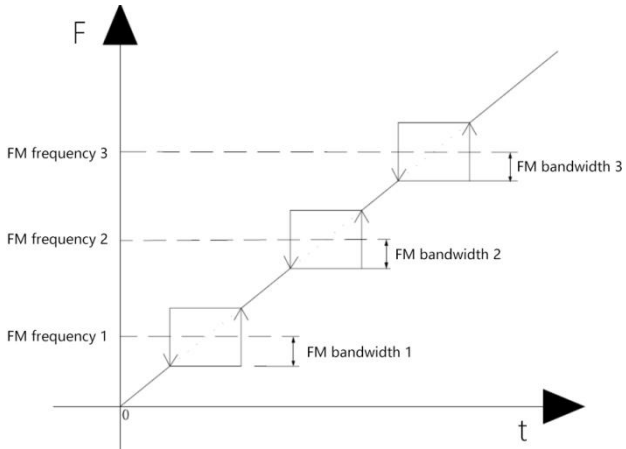 F
FM frequency 3
FM bandwidth 3
FM frequency 2
FM bandwidth 2
FM frequency 1
FM bandwidth 1
0
t